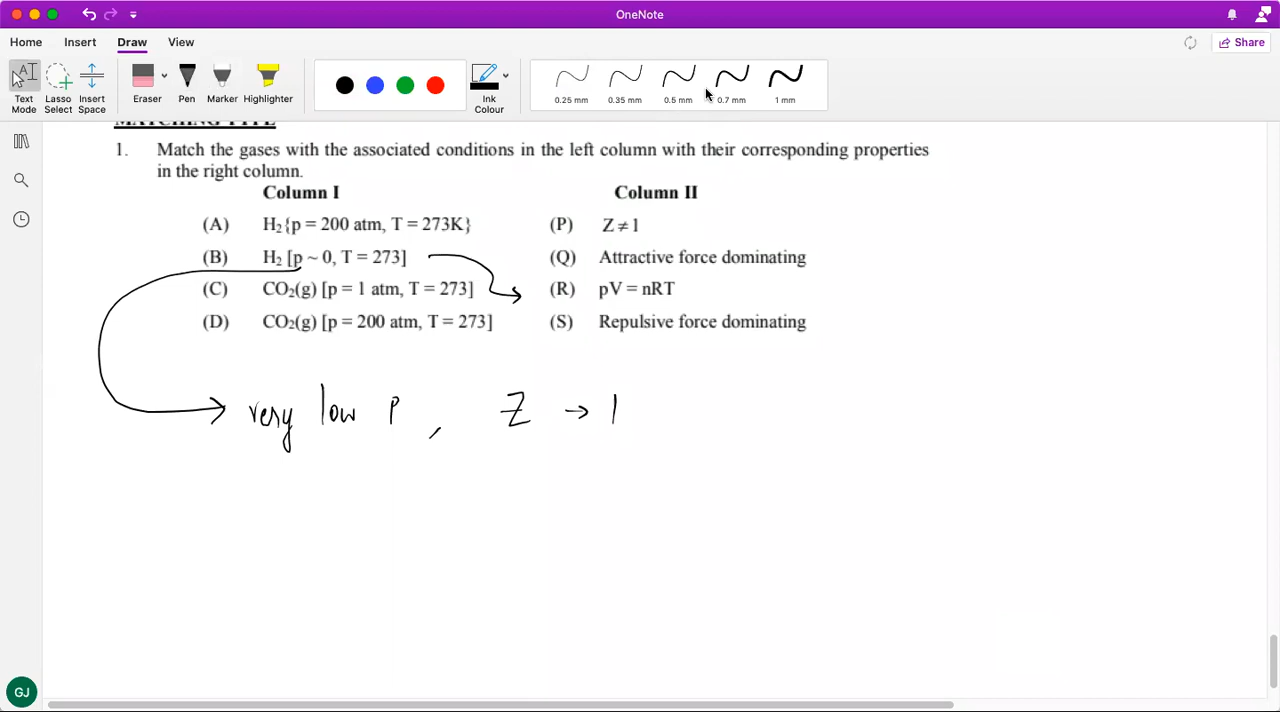 OneNote
Home Insert Draw View
Share
Text Mode
Lasso Select
Insert Space
Eraser
Pen
Marker
Highlighter
Ink Colour
0.25 mm 0.35 mm 0.5 mm 0.7 mm 1 mm
MATCHING TYPE
1. Match the gases with the associated conditions in the left column with their corresponding properties
in the right column.
Column I Column II
(A) H₂{p = 200 atm, T = 273K} (P) Z ≠ 1
(B) H₂ [p ~ 0, T = 273] (Q) Attractive force dominating
(C) CO₂(g) [p = 1 atm, T = 273] (R) pV = nRT
(D) CO₂(g) [p = 200 atm, T = 273] (S) Repulsive force dominating
very low P, Z → 1
GJ